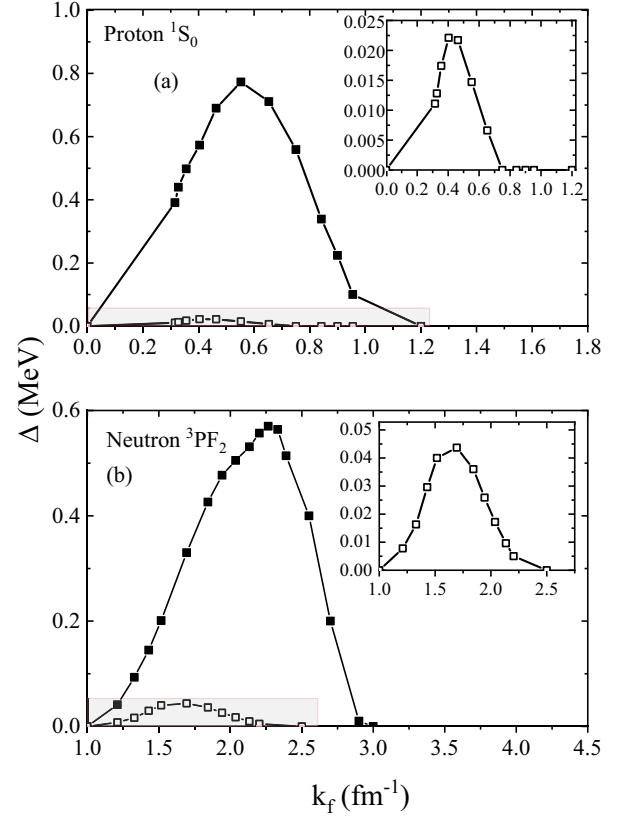 1.0
0.8
0.6
0.4
0.2
0.0
Proton ¹S₀
(a)
0.025
0.020
0.015
0.010
0.005
0.000
0.0 0.2 0.4 0.6 0.8 1.0 1.2
0.0 0.2 0.4 0.6 0.8 1.0 1.2 1.4 1.6 1.8
Δ (MeV)
0.6
0.4
0.2
0.0
Neutron ³PF₂
(b)
0.05
0.04
0.03
0.02
0.01
0.00
1.0 1.5 2.0 2.5
1.0 1.5 2.0 2.5 3.0 3.5 4.0 4.5
k_f (fm⁻¹)